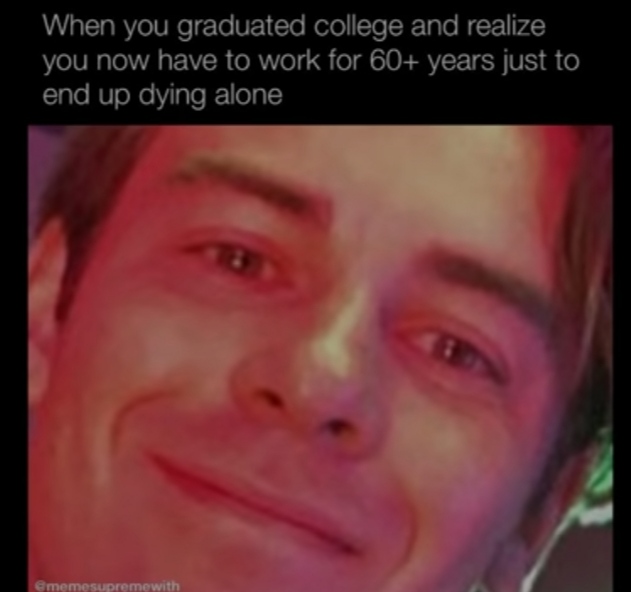 When you graduated college and realize
you now have to work for 60+ years just to
end up dying alone
@memesupremewith